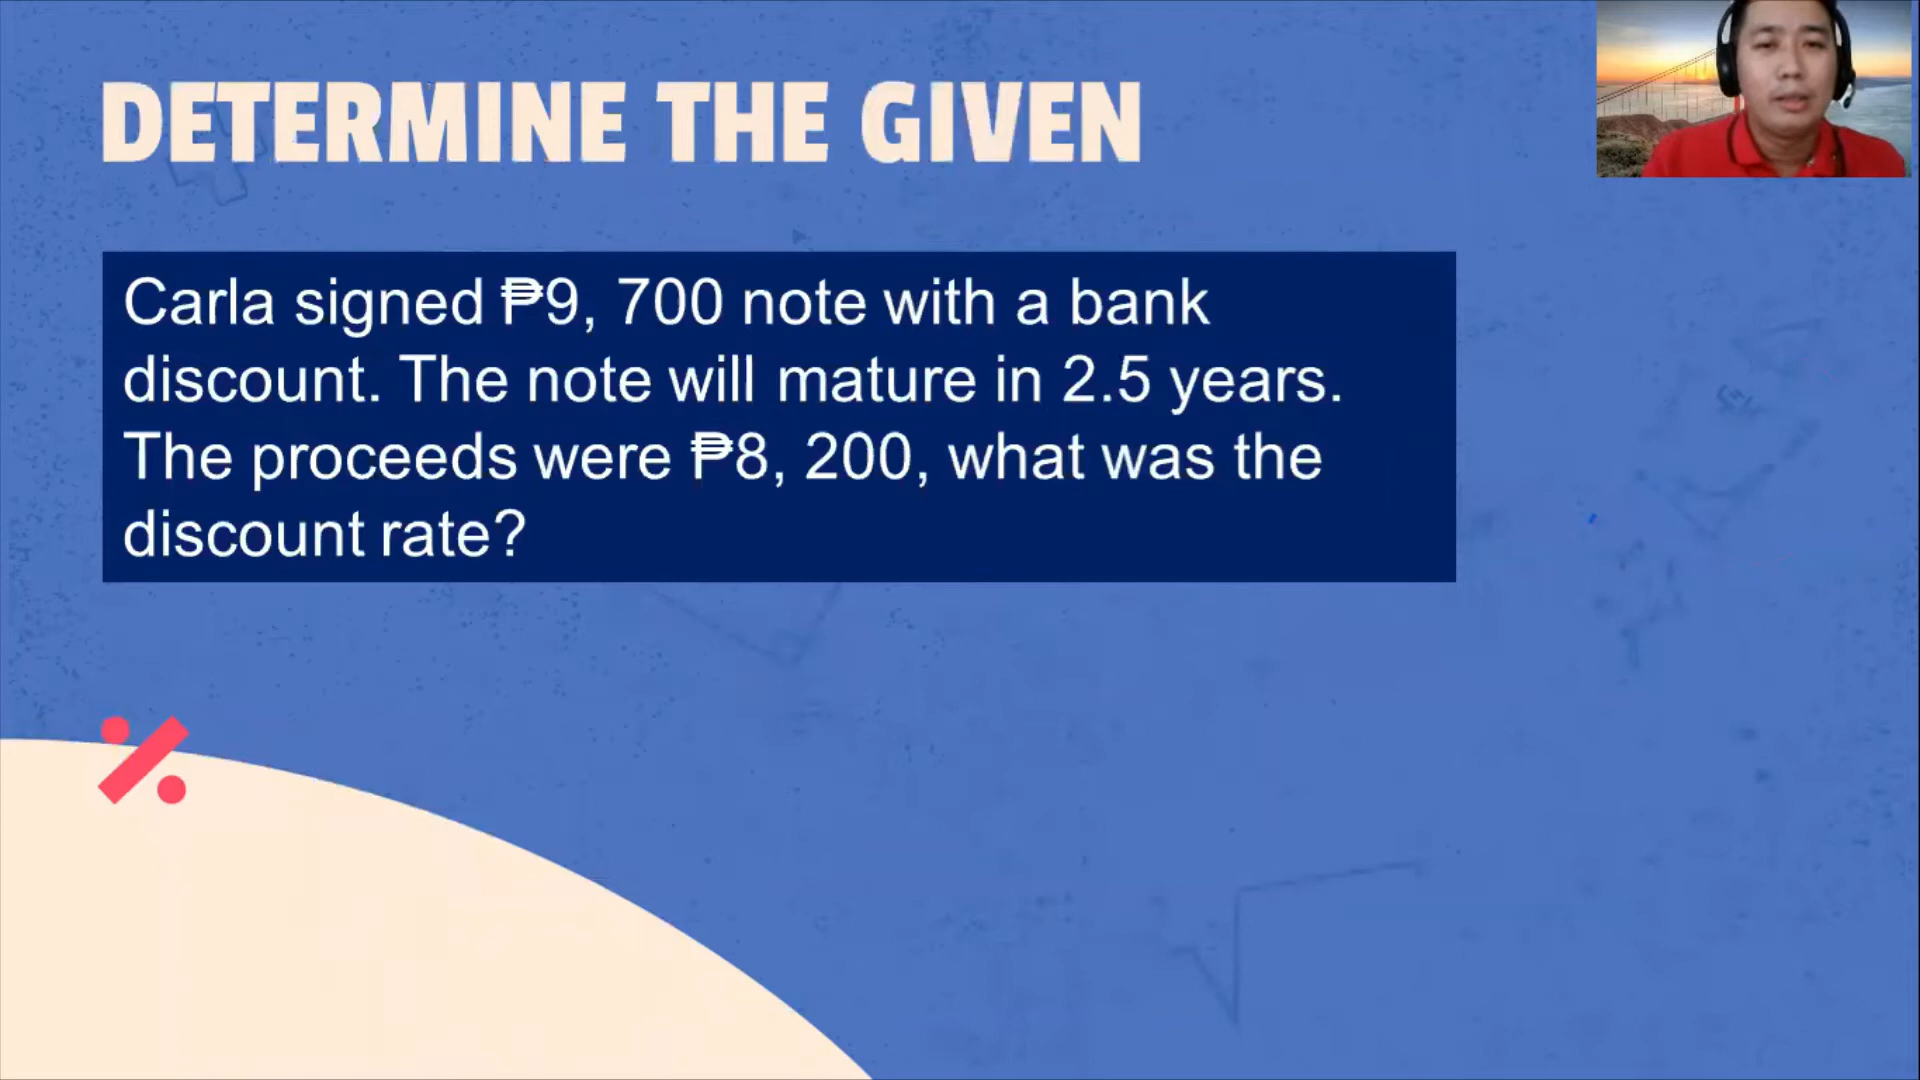 DETERMINE THE GIVEN
Carla signed ₱9, 700 note with a bank
discount. The note will mature in 2.5 years.
The proceeds were ₱8, 200, what was the
discount rate?
%